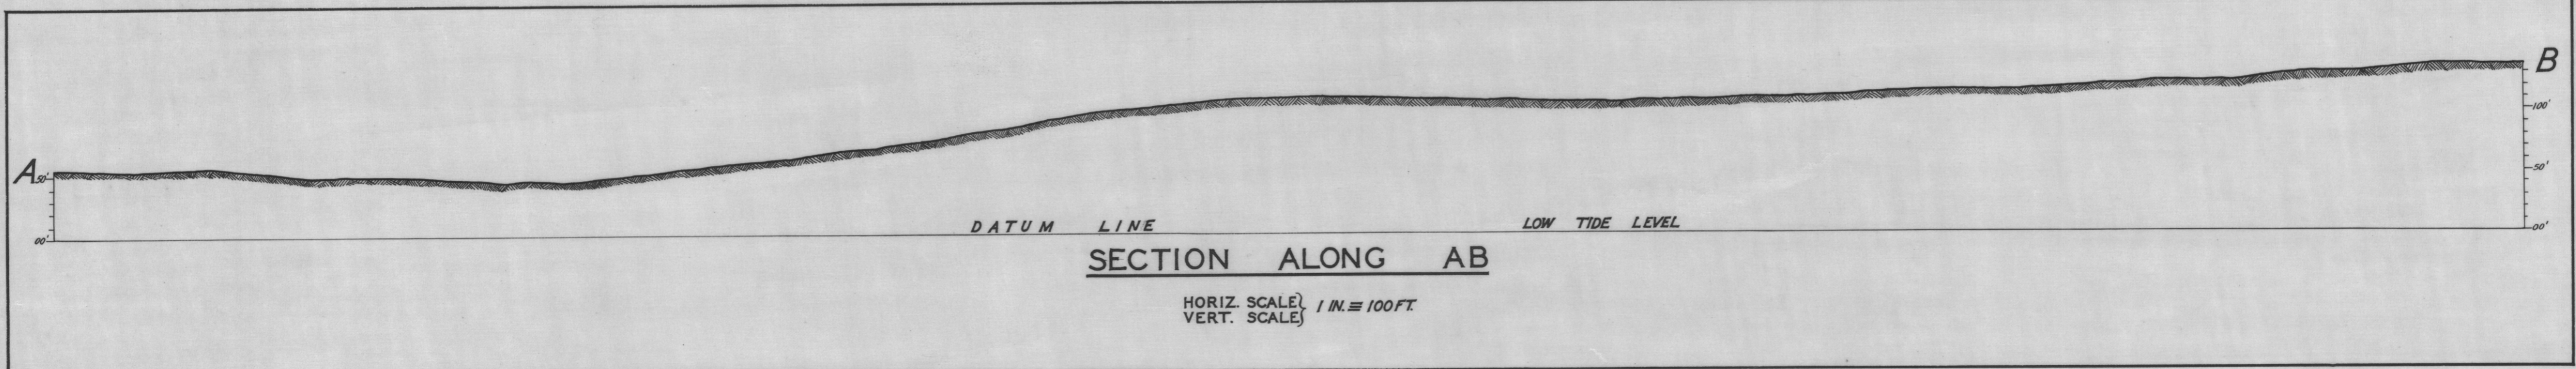 B
100'
A 50'
50'
DATUM LINE
LOW TIDE LEVEL
00'
00'
SECTION ALONG AB
HORIZ. SCALE} 1 IN. ≡ 100 FT.
VERT. SCALE}